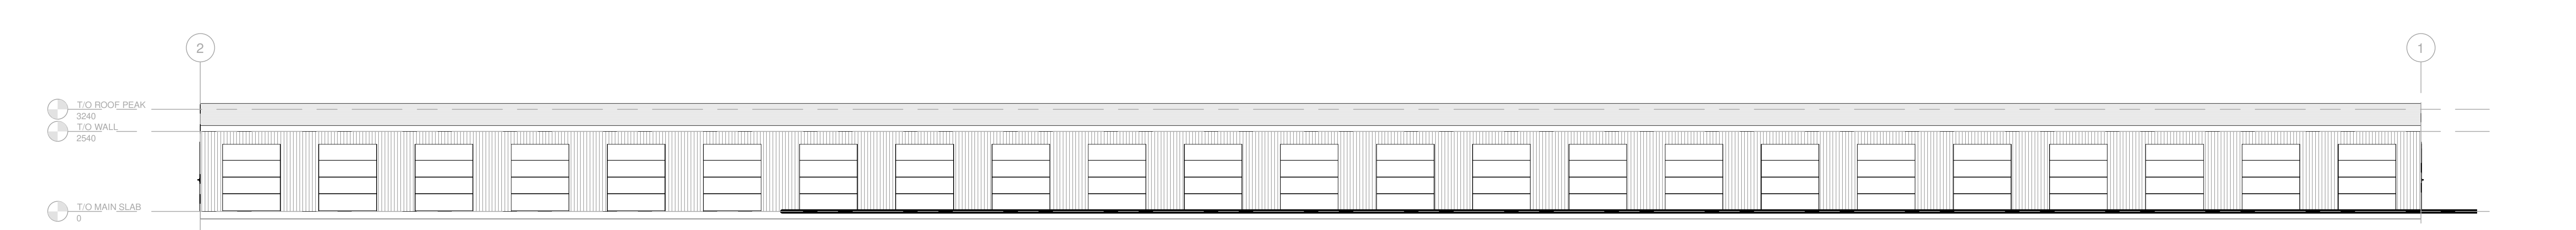 2
1
T/O ROOF PEAK
3240
T/O WALL
2540
T/O MAIN SLAB
0